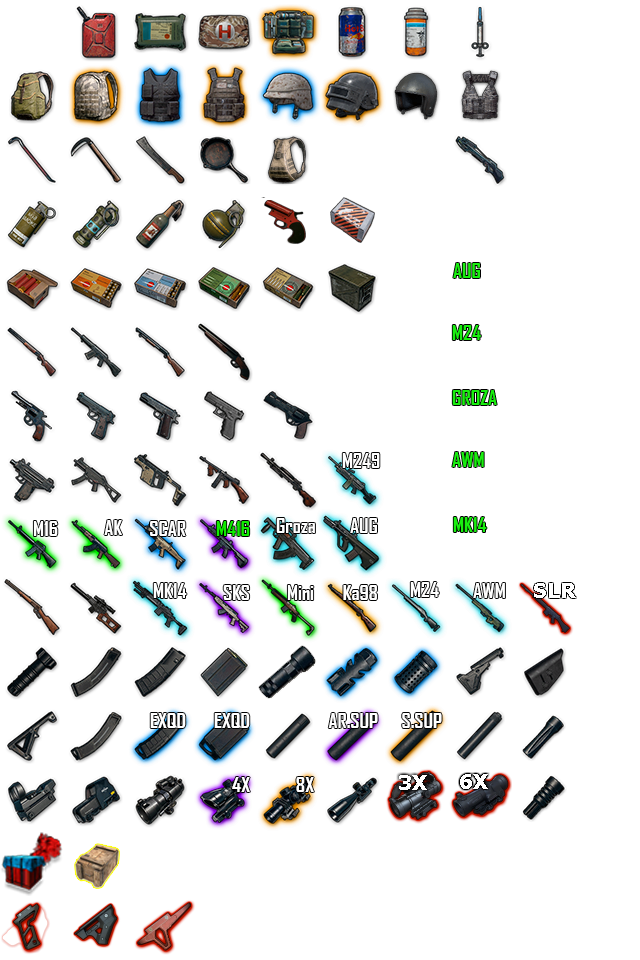 H
AUG
M24
GROZA
M249
AWM
M16 AK SCAR M416 Groza AUG
MK14
MK14 SKS Mini Ka98 M24 AWM SLR
EXQD EXQD AR.SUP S.SUP
4X 8X 3X 6X